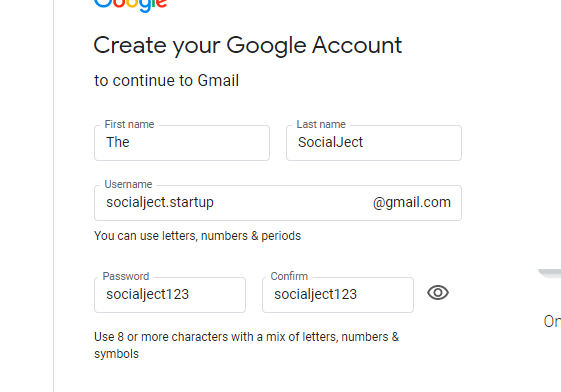 Google
Create your Google Account
to continue to Gmail
First name
Last name
The
SocialJect
Username
socialject.startup @gmail.com
You can use letters, numbers & periods
Password
Confirm
socialject123
socialject123
Use 8 or more characters with a mix of letters, numbers &
symbols